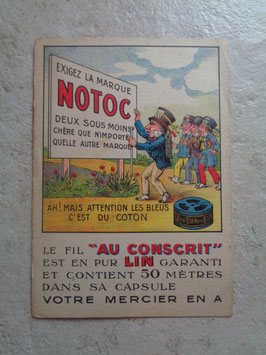 EXIGEZ LA MARQUE
NOTOC
DEUX SOUS MOINS
CHÈRE QUE N'IMPORTE
QUELLE AUTRE MARQUE
AH! MAIS ATTENTION LES BLEUS
C'EST DU COTON
LE FIL "AU CONSCRIT"
EST EN PUR LIN GARANTI
ET CONTIENT 50 MÈTRES
DANS SA CAPSULE
VOTRE MERCIER EN A